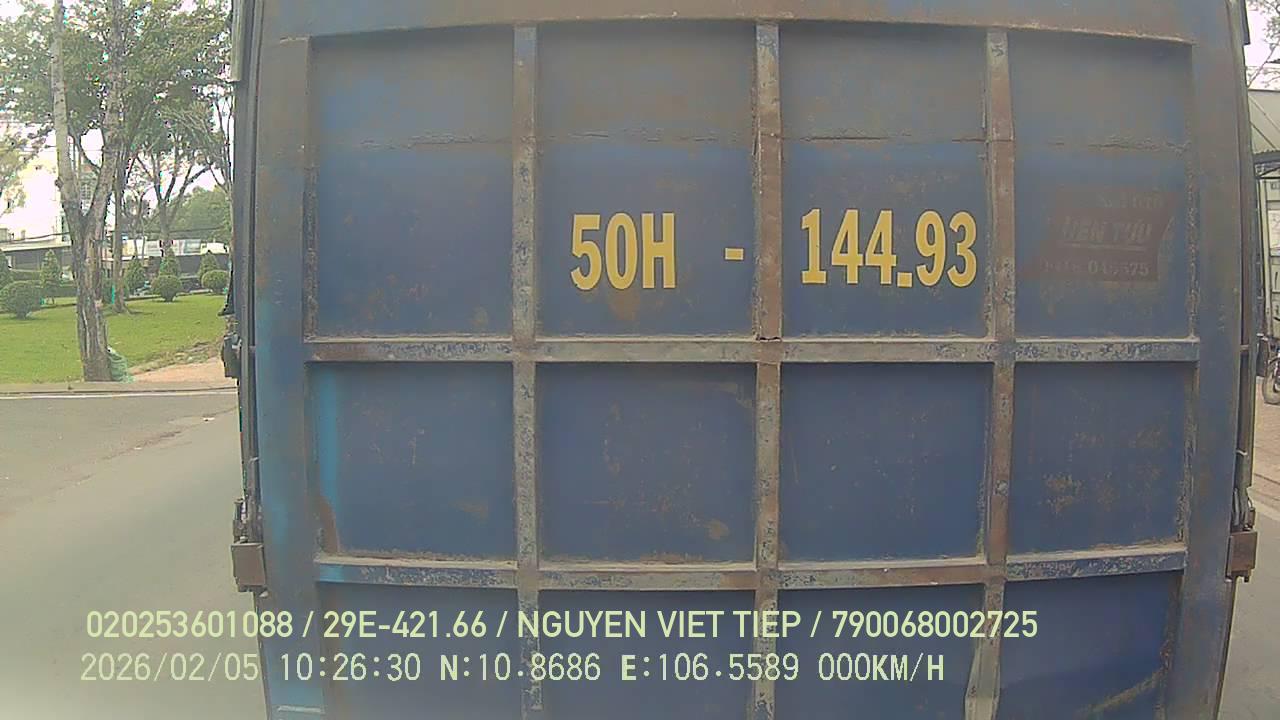 50H - 144.93
020253601088 / 29E-421.66 / NGUYEN VIET TIEP / 790068002725
2026/02/05 10:26:30 N:10.8686 E:106.5589 000KM/H